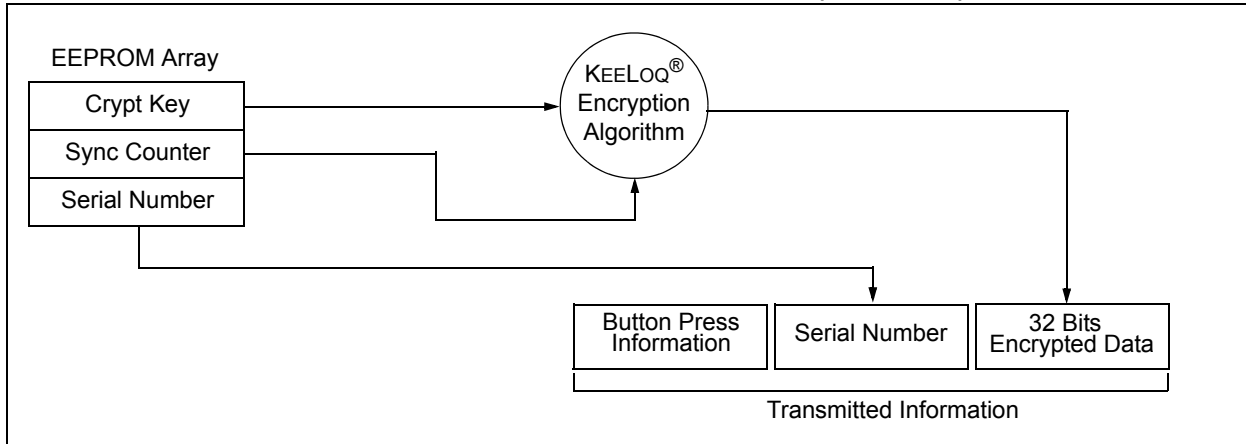 EEPROM Array
Crypt Key
Sync Counter
Serial Number
KEELOQ®
Encryption
Algorithm
Button Press
Information
Serial Number
32 Bits
Encrypted Data
Transmitted Information